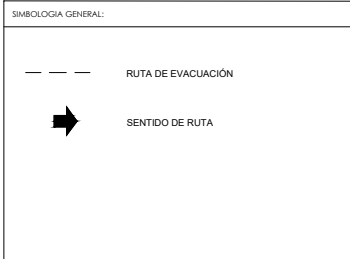 SIMBOLOGIA GENERAL:
RUTA DE EVACUACIÓN
SENTIDO DE RUTA